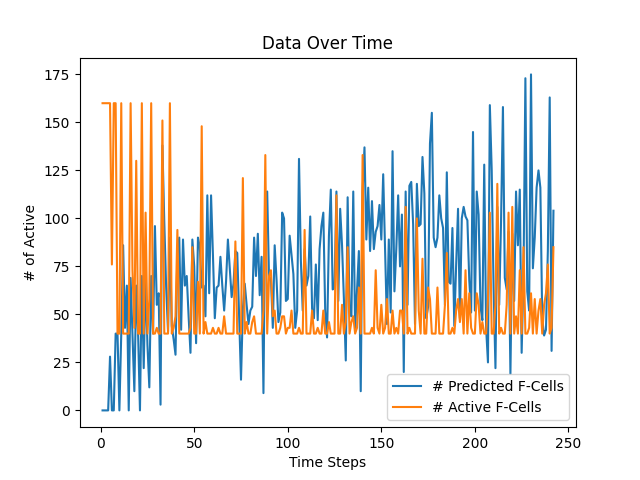 Data Over Time
175
150
125
100
75
50
25
0
# of Active
0 50 100 150 200 250
Time Steps
# Predicted F-Cells
# Active F-Cells